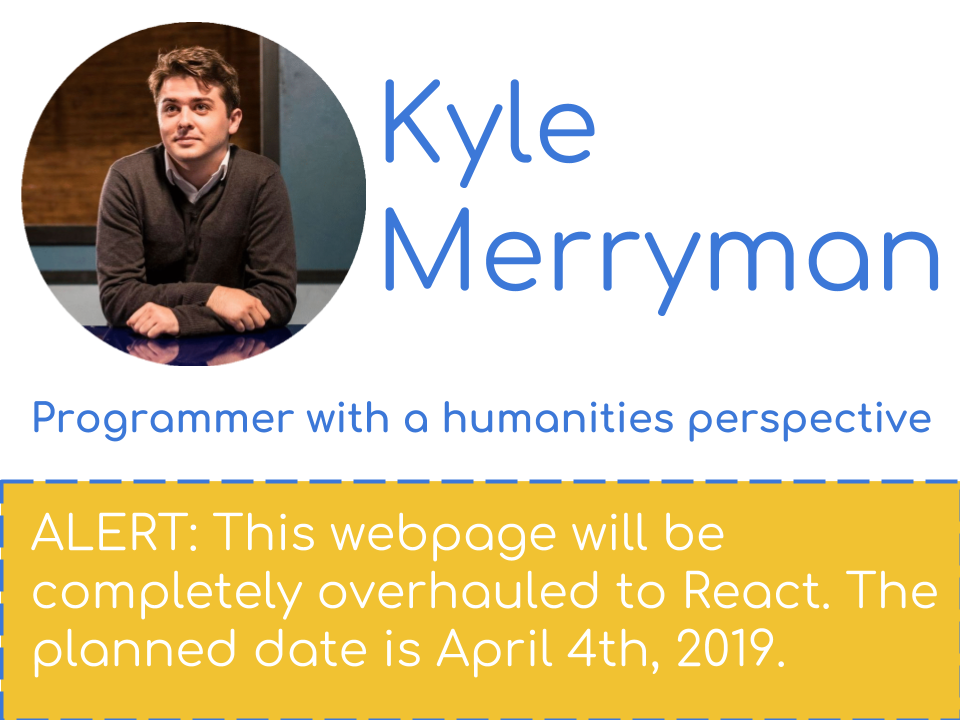 Kyle
Merryman
Programmer with a humanities perspective
ALERT: This webpage will be
completely overhauled to React. The
planned date is April 4th, 2019.